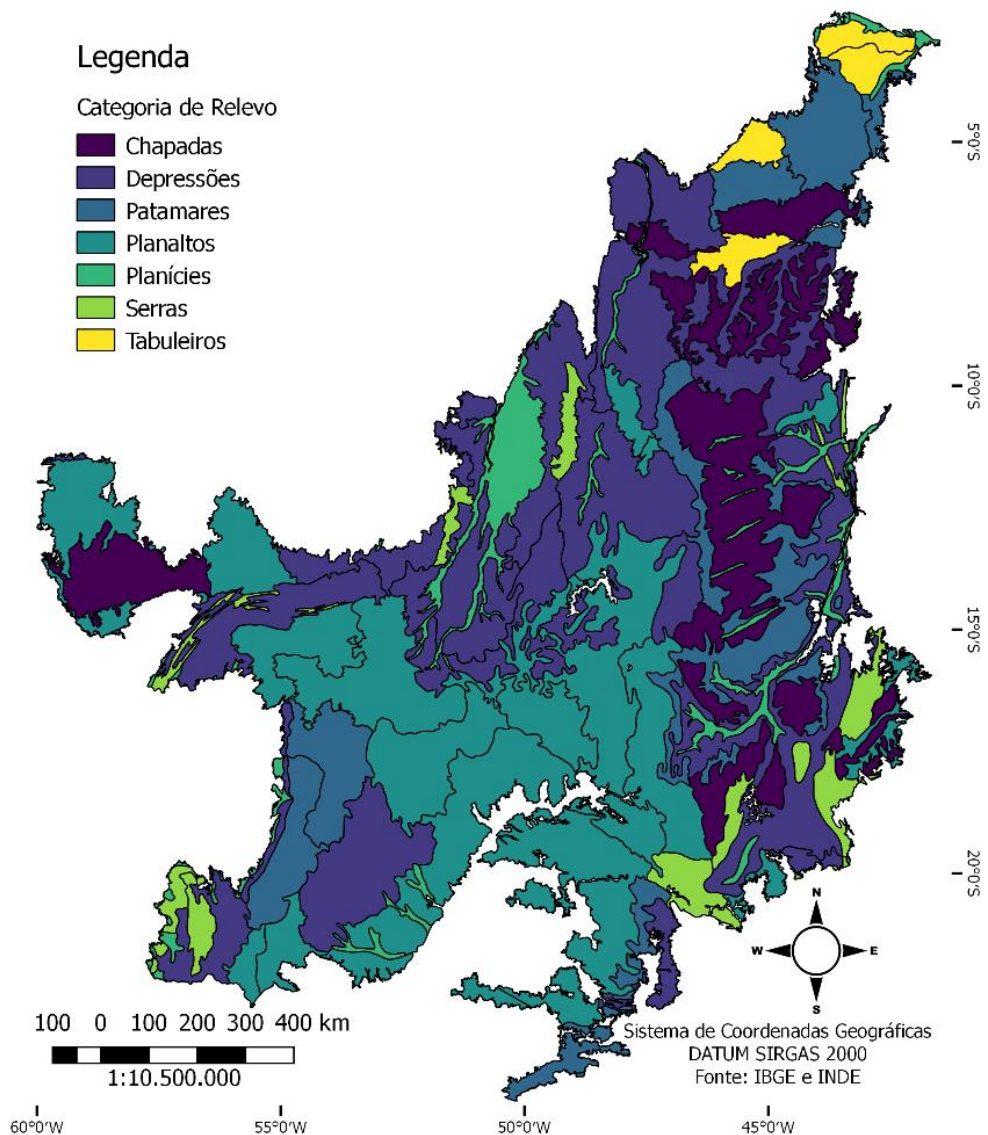 Legenda
Categoria de Relevo
Chapadas
Depressões
Patamares
Planaltos
Planícies
Serras
Tabuleiros
5°0'S
10°0'S
15°0'S
20°0'S
N
W
E
S
100 0 100 200 300 400 km
1:10.500.000
Sistema de Coordenadas Geográficas
DATUM SIRGAS 2000
Fonte: IBGE e INDE
60°0'W 55°0'W 50°0'W 45°0'W